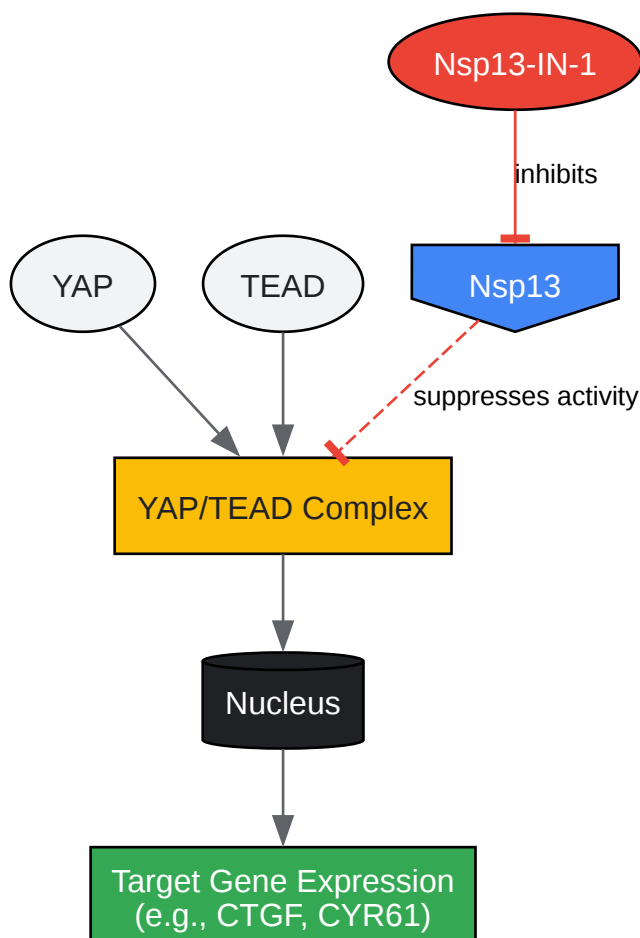 Nsp13-IN-1
inhibits
YAP
TEAD
Nsp13
suppresses activity
YAP/TEAD Complex
Nucleus
Target Gene Expression
(e.g., CTGF, CYR61)